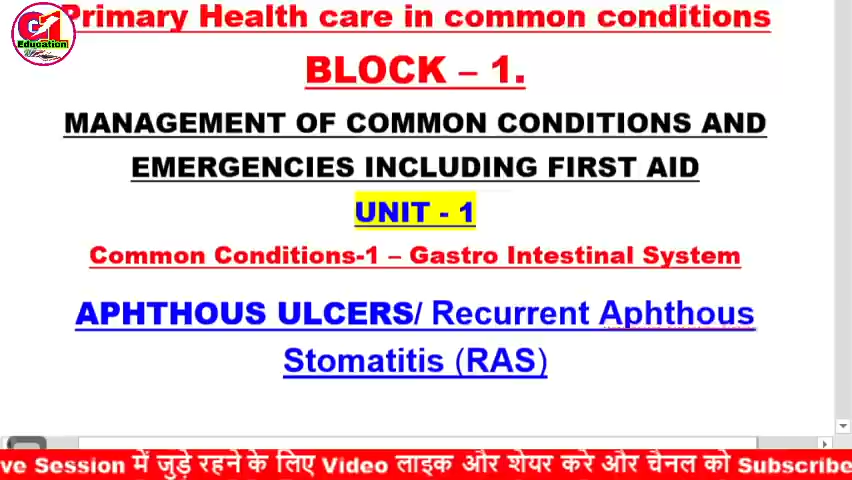 Primary Health care in common conditions
BLOCK – 1.
MANAGEMENT OF COMMON CONDITIONS AND
EMERGENCIES INCLUDING FIRST AID
UNIT - 1
Common Conditions-1 – Gastro Intestinal System
APHTHOUS ULCERS/ Recurrent Aphthous
Stomatitis (RAS)
Education
ve Session में जुड़े रहने के लिए Video लाइक और शेयर करे और चैनल को Subscribe